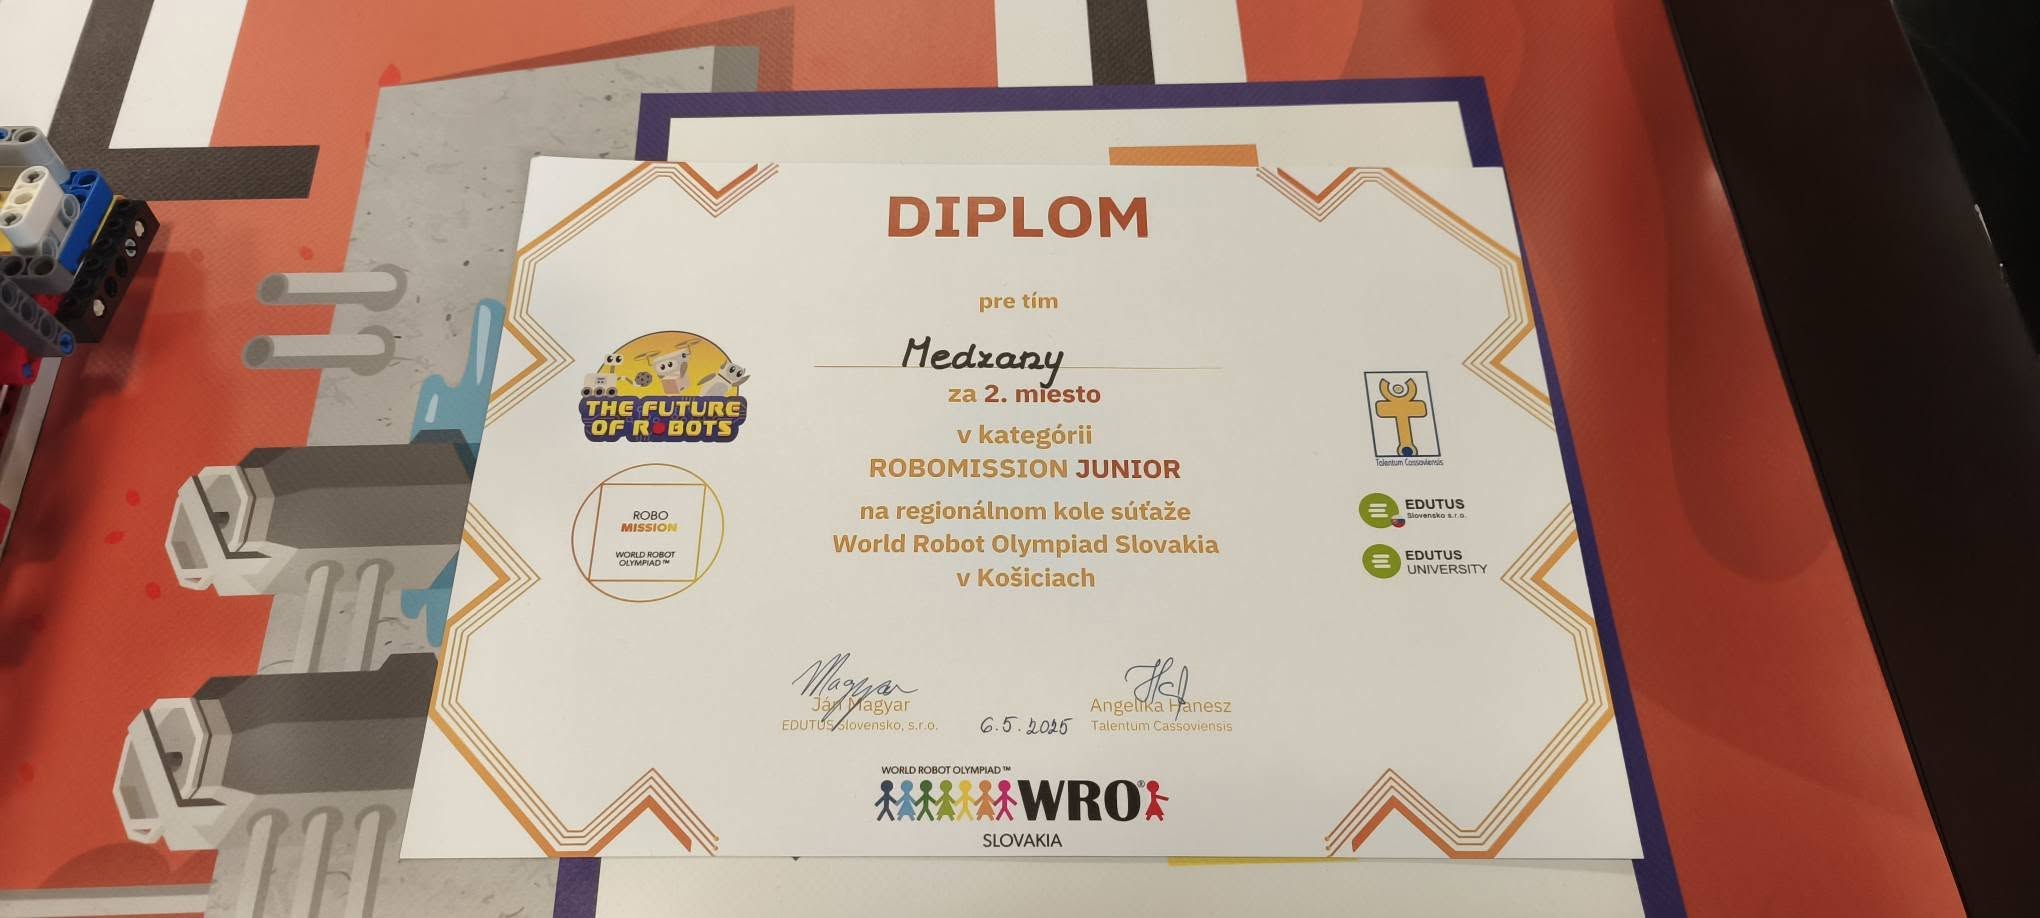 DIPLOM
pre tím
Medzany
za 2. miesto
v kategórii
ROBOMISSION JUNIOR
na regionálnom kole súťaže
World Robot Olympiad Slovakia
v Košiciach
THE FUTURE
OF ROBOTS
ROBO
MISSION
WORLD ROBOT
OLYMPIAD™
Talentum Cassoviensis
EDUTUS
Slovensko s.r.o.
EDUTUS
UNIVERSITY
Magyar
Ján Magyar
EDUTUS Slovensko, s.r.o.
6.5.2025
Angelika Hanesz
Talentum Cassoviensis
WORLD ROBOT OLYMPIAD™
WRO®
SLOVAKIA